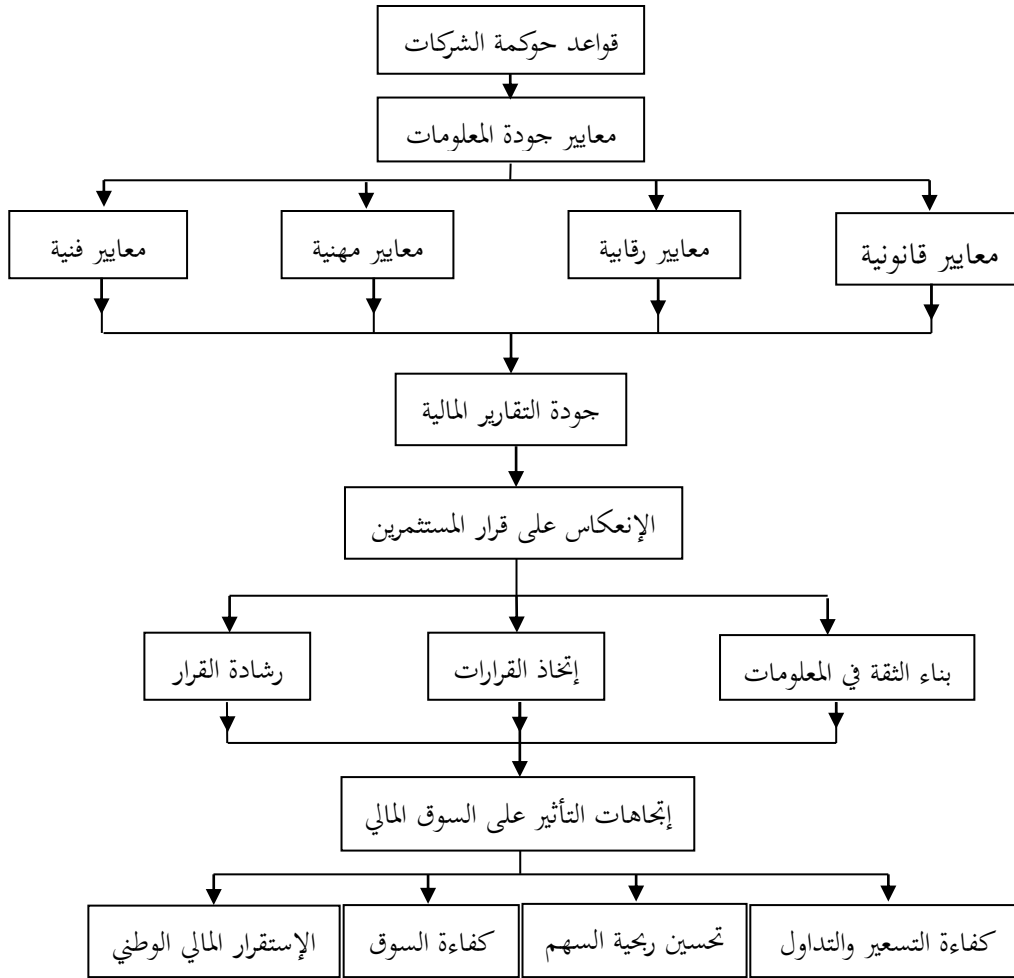 قواعد حوكمة الشركات
معايير جودة المعلومات
معايير قانونية
معايير رقابية
معايير مهنية
معايير فنية
جودة التقارير المالية
الإنعكاس على قرار المستثمرين
بناء الثقة في المعلومات
إتخاذ القرارات
رشادة القرار
إتجاهات التأثير على السوق المالي
كفاءة التسعير والتداول
تحسين ربحية السهم
كفاءة السوق
الإستقرار المالي الوطني